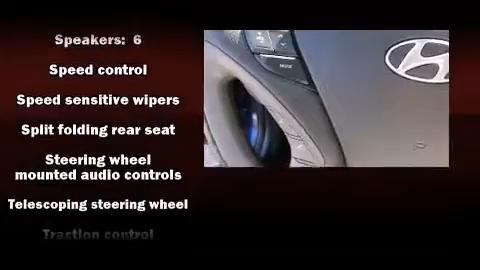 Speakers: 6
Speed control
Speed sensitive wipers
Split folding rear seat
Steering wheel
mounted audio controls
Telescoping steering wheel
Traction control